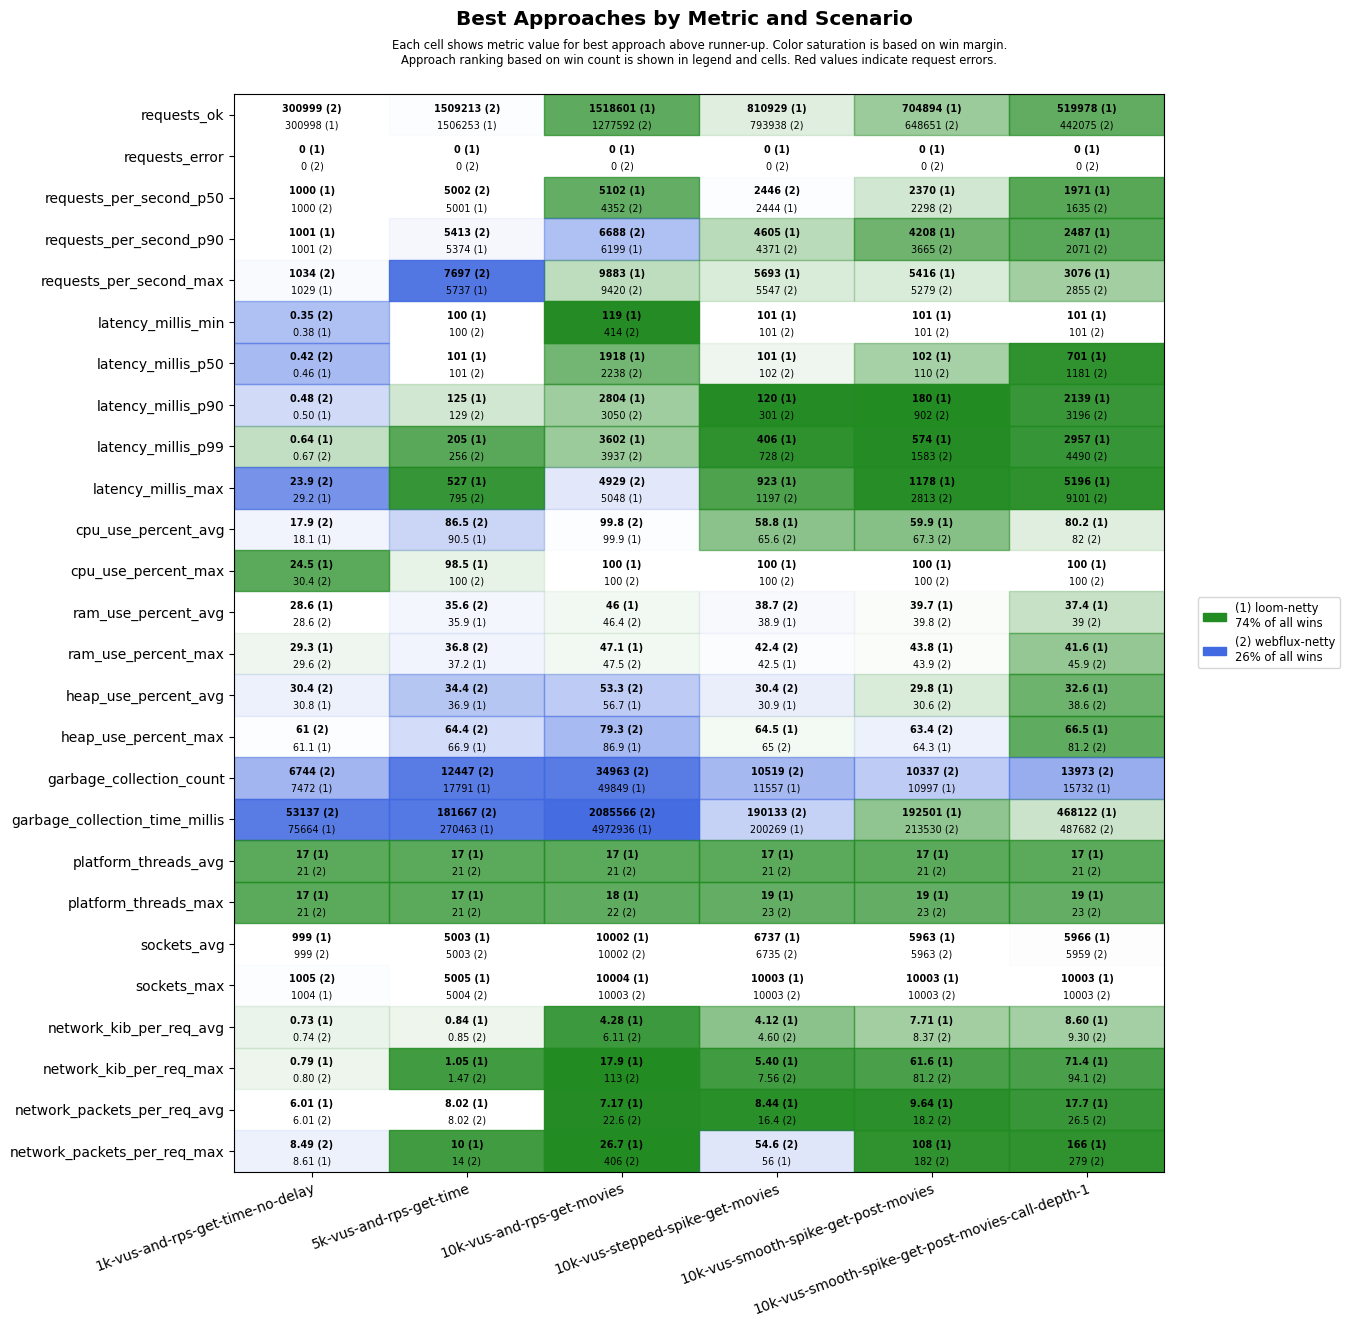 Best Approaches by Metric and Scenario
Each cell shows metric value for best approach above runner-up. Color saturation is based on win margin.
Approach ranking based on win count is shown in legend and cells. Red values indicate request errors.
requests_ok
300999 (2) 1509213 (2) 1518601 (1) 810929 (1) 704894 (1) 519978 (1)
300998 (1) 1506253 (1) 1277592 (2) 793938 (2) 648651 (2) 442075 (2)
requests_error
0 (1) 0 (1) 0 (1) 0 (1) 0 (1) 0 (1)
0 (2) 0 (2) 0 (2) 0 (2) 0 (2) 0 (2)
requests_per_second_p50
1000 (1) 5002 (2) 5102 (1) 2446 (2) 2370 (1) 1971 (1)
1000 (2) 5001 (1) 4352 (2) 2444 (1) 2298 (2) 1635 (2)
requests_per_second_p90
1001 (1) 5413 (2) 6688 (2) 4605 (1) 4208 (1) 2487 (1)
1001 (2) 5374 (1) 6199 (1) 4371 (2) 3665 (2) 2071 (2)
requests_per_second_max
1034 (2) 7697 (2) 9883 (1) 5693 (1) 5416 (1) 3076 (1)
1029 (1) 5737 (1) 9420 (2) 5547 (2) 5279 (2) 2855 (2)
latency_millis_min
0.35 (2) 100 (1) 119 (1) 101 (1) 101 (1) 101 (1)
0.38 (1) 100 (2) 414 (2) 101 (2) 101 (2) 101 (2)
latency_millis_p50
0.42 (2) 101 (1) 1918 (1) 101 (1) 102 (1) 701 (1)
0.46 (1) 101 (2) 2238 (2) 102 (2) 110 (2) 1181 (2)
latency_millis_p90
0.48 (2) 125 (1) 2804 (1) 120 (1) 180 (1) 2139 (1)
0.50 (1) 129 (2) 3050 (2) 301 (2) 902 (2) 3196 (2)
latency_millis_p99
0.64 (1) 205 (1) 3602 (1) 406 (1) 574 (1) 2957 (1)
0.67 (2) 256 (2) 3937 (2) 728 (2) 1583 (2) 4490 (2)
latency_millis_max
23.9 (2) 527 (1) 4929 (2) 923 (1) 1178 (1) 5196 (1)
29.2 (1) 795 (2) 5048 (1) 1197 (2) 2813 (2) 9101 (2)
cpu_use_percent_avg
17.9 (2) 86.5 (2) 99.8 (2) 58.8 (1) 59.9 (1) 80.2 (1)
18.1 (1) 90.5 (1) 99.9 (1) 65.6 (2) 67.3 (2) 82 (2)
cpu_use_percent_max
24.5 (1) 98.5 (1) 100 (1) 100 (1) 100 (1) 100 (1)
30.4 (2) 100 (2) 100 (2) 100 (2) 100 (2) 100 (2)
ram_use_percent_avg
28.6 (1) 35.6 (2) 46 (1) 38.7 (2) 39.7 (1) 37.4 (1)
28.6 (2) 35.9 (1) 46.4 (2) 38.9 (1) 39.8 (2) 39 (2)
ram_use_percent_max
29.3 (1) 36.8 (2) 47.1 (1) 42.4 (2) 43.8 (1) 41.6 (1)
29.6 (2) 37.2 (1) 47.5 (2) 42.5 (1) 43.9 (2) 45.9 (2)
heap_use_percent_avg
30.4 (2) 34.4 (2) 53.3 (2) 30.4 (2) 29.8 (1) 32.6 (1)
30.8 (1) 36.9 (1) 56.7 (1) 30.9 (1) 30.6 (2) 38.6 (2)
heap_use_percent_max
61 (2) 64.4 (2) 79.3 (2) 64.5 (1) 63.4 (2) 66.5 (1)
61.1 (1) 66.9 (1) 86.9 (1) 65 (2) 64.3 (1) 81.2 (2)
garbage_collection_count
6744 (2) 12447 (2) 34963 (2) 10519 (2) 10337 (2) 13973 (2)
7472 (1) 17791 (1) 49849 (1) 11557 (1) 10997 (1) 15732 (1)
garbage_collection_time_millis
53137 (2) 181667 (2) 2085566 (2) 190133 (2) 192501 (1) 468122 (1)
75664 (1) 270463 (1) 4972936 (1) 200269 (1) 213530 (2) 487682 (2)
platform_threads_avg
17 (1) 17 (1) 17 (1) 17 (1) 17 (1) 17 (1)
21 (2) 21 (2) 21 (2) 21 (2) 21 (2) 21 (2)
platform_threads_max
17 (1) 17 (1) 18 (1) 19 (1) 19 (1) 19 (1)
21 (2) 21 (2) 22 (2) 23 (2) 23 (2) 23 (2)
sockets_avg
999 (1) 5003 (1) 10002 (1) 6737 (1) 5963 (1) 5966 (1)
999 (2) 5003 (2) 10002 (2) 6735 (2) 5963 (2) 5959 (2)
sockets_max
1005 (2) 5005 (1) 10004 (1) 10003 (1) 10003 (1) 10003 (1)
1004 (1) 5004 (2) 10003 (2) 10003 (2) 10003 (2) 10003 (2)
network_kib_per_req_avg
0.73 (1) 0.84 (1) 4.28 (1) 4.12 (1) 7.71 (1) 8.60 (1)
0.74 (2) 0.85 (2) 6.11 (2) 4.60 (2) 8.37 (2) 9.30 (2)
network_kib_per_req_max
0.79 (1) 1.05 (1) 17.9 (1) 5.40 (1) 61.6 (1) 71.4 (1)
0.80 (2) 1.47 (2) 113 (2) 7.56 (2) 81.2 (2) 94.1 (2)
network_packets_per_req_avg
6.01 (1) 8.02 (1) 7.17 (1) 8.44 (1) 9.64 (1) 17.7 (1)
6.01 (2) 8.02 (2) 22.6 (2) 16.4 (2) 18.2 (2) 26.5 (2)
network_packets_per_req_max
8.49 (2) 10 (1) 26.7 (1) 54.6 (2) 108 (1) 166 (1)
8.61 (1) 14 (2) 406 (2) 56 (1) 182 (2) 279 (2)
1k-vus-and-rps-get-time-no-delay
5k-vus-and-rps-get-time
10k-vus-and-rps-get-movies
10k-vus-stepped-spike-get-movies
10k-vus-smooth-spike-get-post-movies
10k-vus-smooth-spike-get-post-movies-call-depth-1
(1) loom-netty
74% of all wins
(2) webflux-netty
26% of all wins